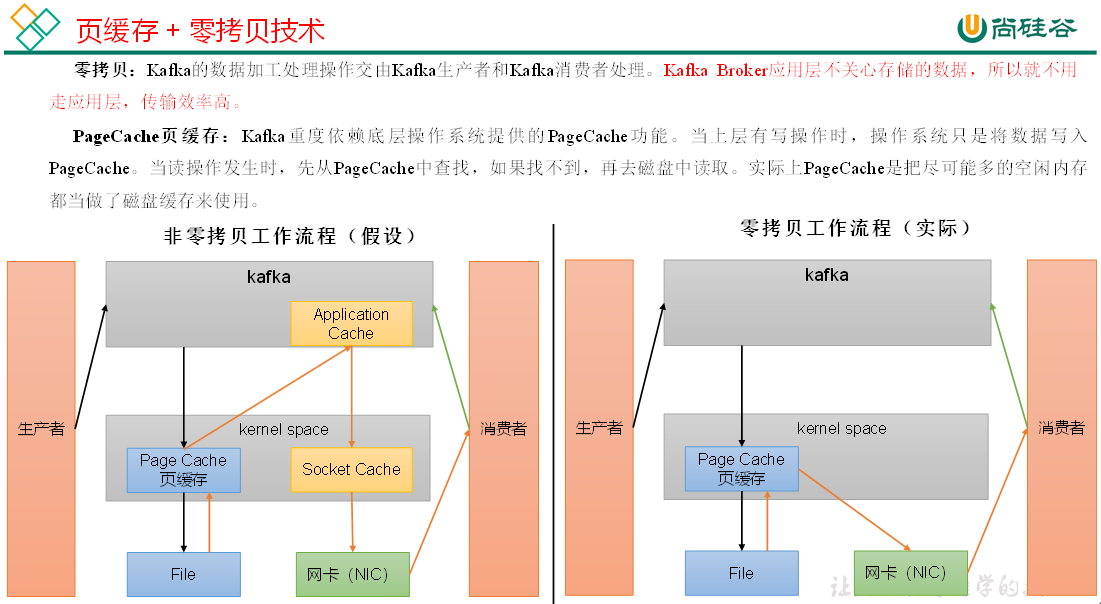 页缓存 + 零拷贝技术
尚硅谷
零拷贝：Kafka的数据加工处理操作交由Kafka生产者和Kafka消费者处理。Kafka Broker应用层不关心存储的数据，所以就不用
走应用层，传输效率高。
PageCache页缓存：Kafka重度依赖底层操作系统提供的PageCache功能。当上层有写操作时，操作系统只是将数据写入
PageCache。当读操作发生时，先从PageCache中查找，如果找不到，再去磁盘中读取。实际上PageCache是把尽可能多的空闲内存
都当做了磁盘缓存来使用。
非零拷贝工作流程（假设）
kafka
Application
Cache
生产者
kernel space
消费者
Page Cache
页缓存
Socket Cache
File
网卡（NIC）
零拷贝工作流程（实际）
kafka
生产者
kernel space
消费者
Page Cache
页缓存
File
网卡（NIC）